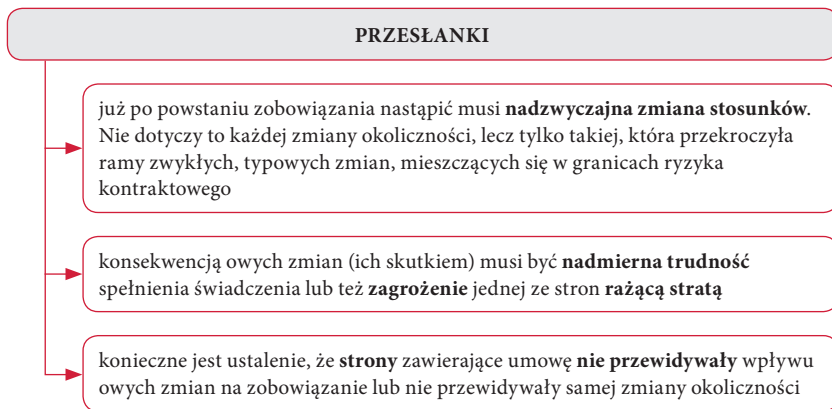 PRZESŁANKI
już po powstaniu zobowiązania nastąpić musi nadzwyczajna zmiana stosunków.
Nie dotyczy to każdej zmiany okoliczności, lecz tylko takiej, która przekroczyła
ramy zwykłych, typowych zmian, mieszczących się w granicach ryzyka
kontraktowego
konsekwencją owych zmian (ich skutkiem) musi być nadmierna trudność
spełnienia świadczenia lub też zagrożenie jednej ze stron rażącą stratą
konieczne jest ustalenie, że strony zawierające umowę nie przewidywały wpływu
owych zmian na zobowiązanie lub nie przewidywały samej zmiany okoliczności